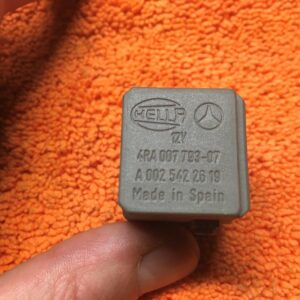 HELLA
12V
4RA 007 793-07
A 002 542 26 19
Made in Spain